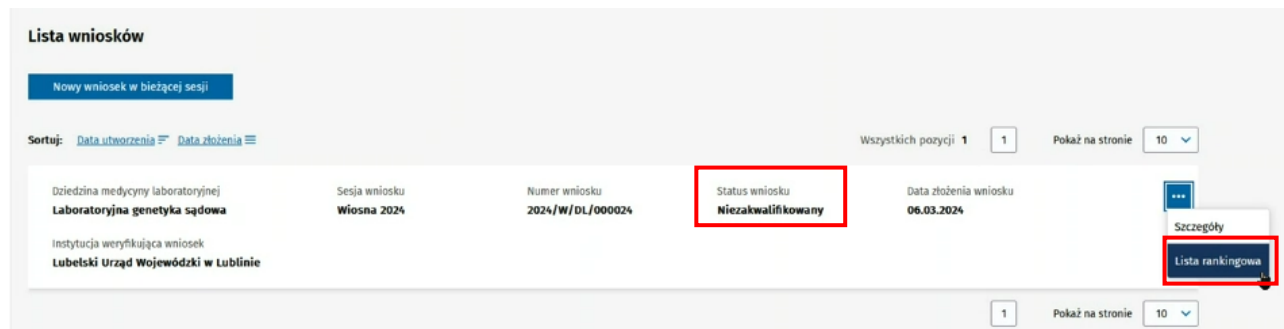 Lista wniosków
Nowy wniosek w bieżącej sesji
Sortuj: Data utworzenia Data złożenia Wszystkich pozycji 1 1 Pokaż na stronie 10
Dziedzina medycyny laboratoryjnej Sesja wniosku Numer wniosku Status wniosku Data złożenia wniosku
Laboratoryjna genetyka sądowa Wiosna 2024 2024/W/DL/000024 Niezakwalifikowany 06.03.2024
Szczegóły
Instytucja weryfikująca wniosek
Lubelski Urząd Wojewódzki w Lublinie Lista rankingowa
1 Pokaż na stronie 10